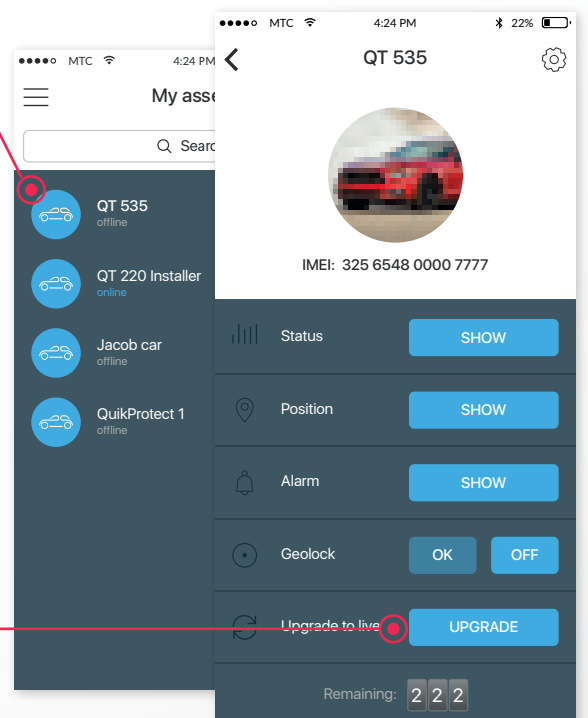 MTC 4:24 PM
My asse
Searc
QT 535
offline
QT 220 Installer
online
Jacob car
offline
QuikProtect 1
offline
MTC 4:24 PM 22%
QT 535
IMEI: 325 6548 0000 7777
Status SHOW
Position SHOW
Alarm SHOW
Geolock OK OFF
Upgrade to live UPGRADE
Remaining: 2 2 2